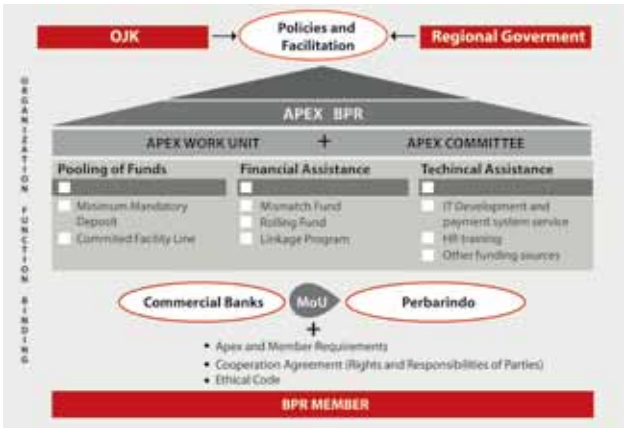 OJK
Policies and
Facilitation
Regional Goverment
ORGANIZATION FUNCTION BINDING
APEX BPR
APEX WORK UNIT + APEX COMMITTEE
Pooling of Funds
Minimum Mandatory
Deposit
Commited Facility Line
Financial Assistance
Mismatch Fund
Rolling Fund
Linkage Program
Techincal Assistance
IT Development and
payment system service
HR training
Other funding sources
Commercial Banks
MoU
Perbarindo
+
• Apex and Member Requirements
• Cooperation Agreement (Rights and Responsibilities of Parties)
• Ethical Code
BPR MEMBER